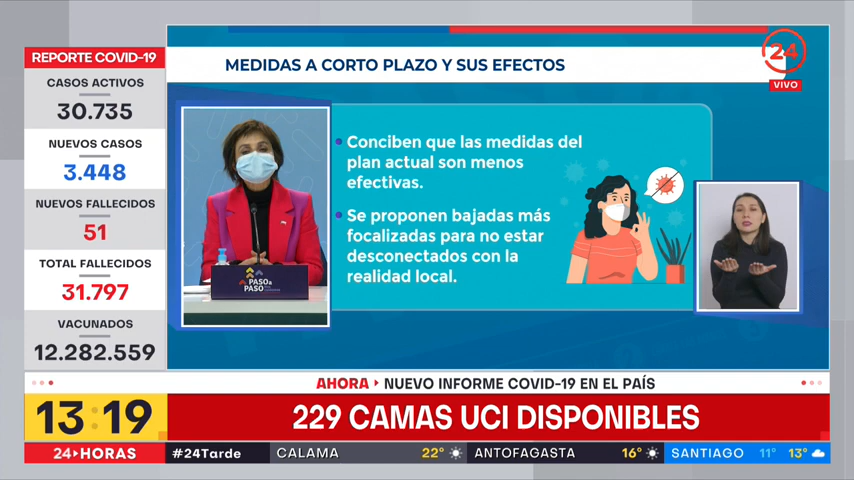 REPORTE COVID-19
CASOS ACTIVOS
30.735
NUEVOS CASOS
3.448
NUEVOS FALLECIDOS
51
TOTAL FALLECIDOS
31.797
VACUNADOS
12.282.559
MEDIDAS A CORTO PLAZO Y SUS EFECTOS
24
VIVO
• Conciben que las medidas del
plan actual son menos
efectivas.
• Se proponen bajadas más
focalizadas para no estar
desconectados con la
realidad local.
PASO a
PASO
AHORA NUEVO INFORME COVID-19 EN EL PAÍS
13:19
229 CAMAS UCI DISPONIBLES
24 HORAS #24Tarde CALAMA 22° ANTOFAGASTA 16° SANTIAGO 11° 13°